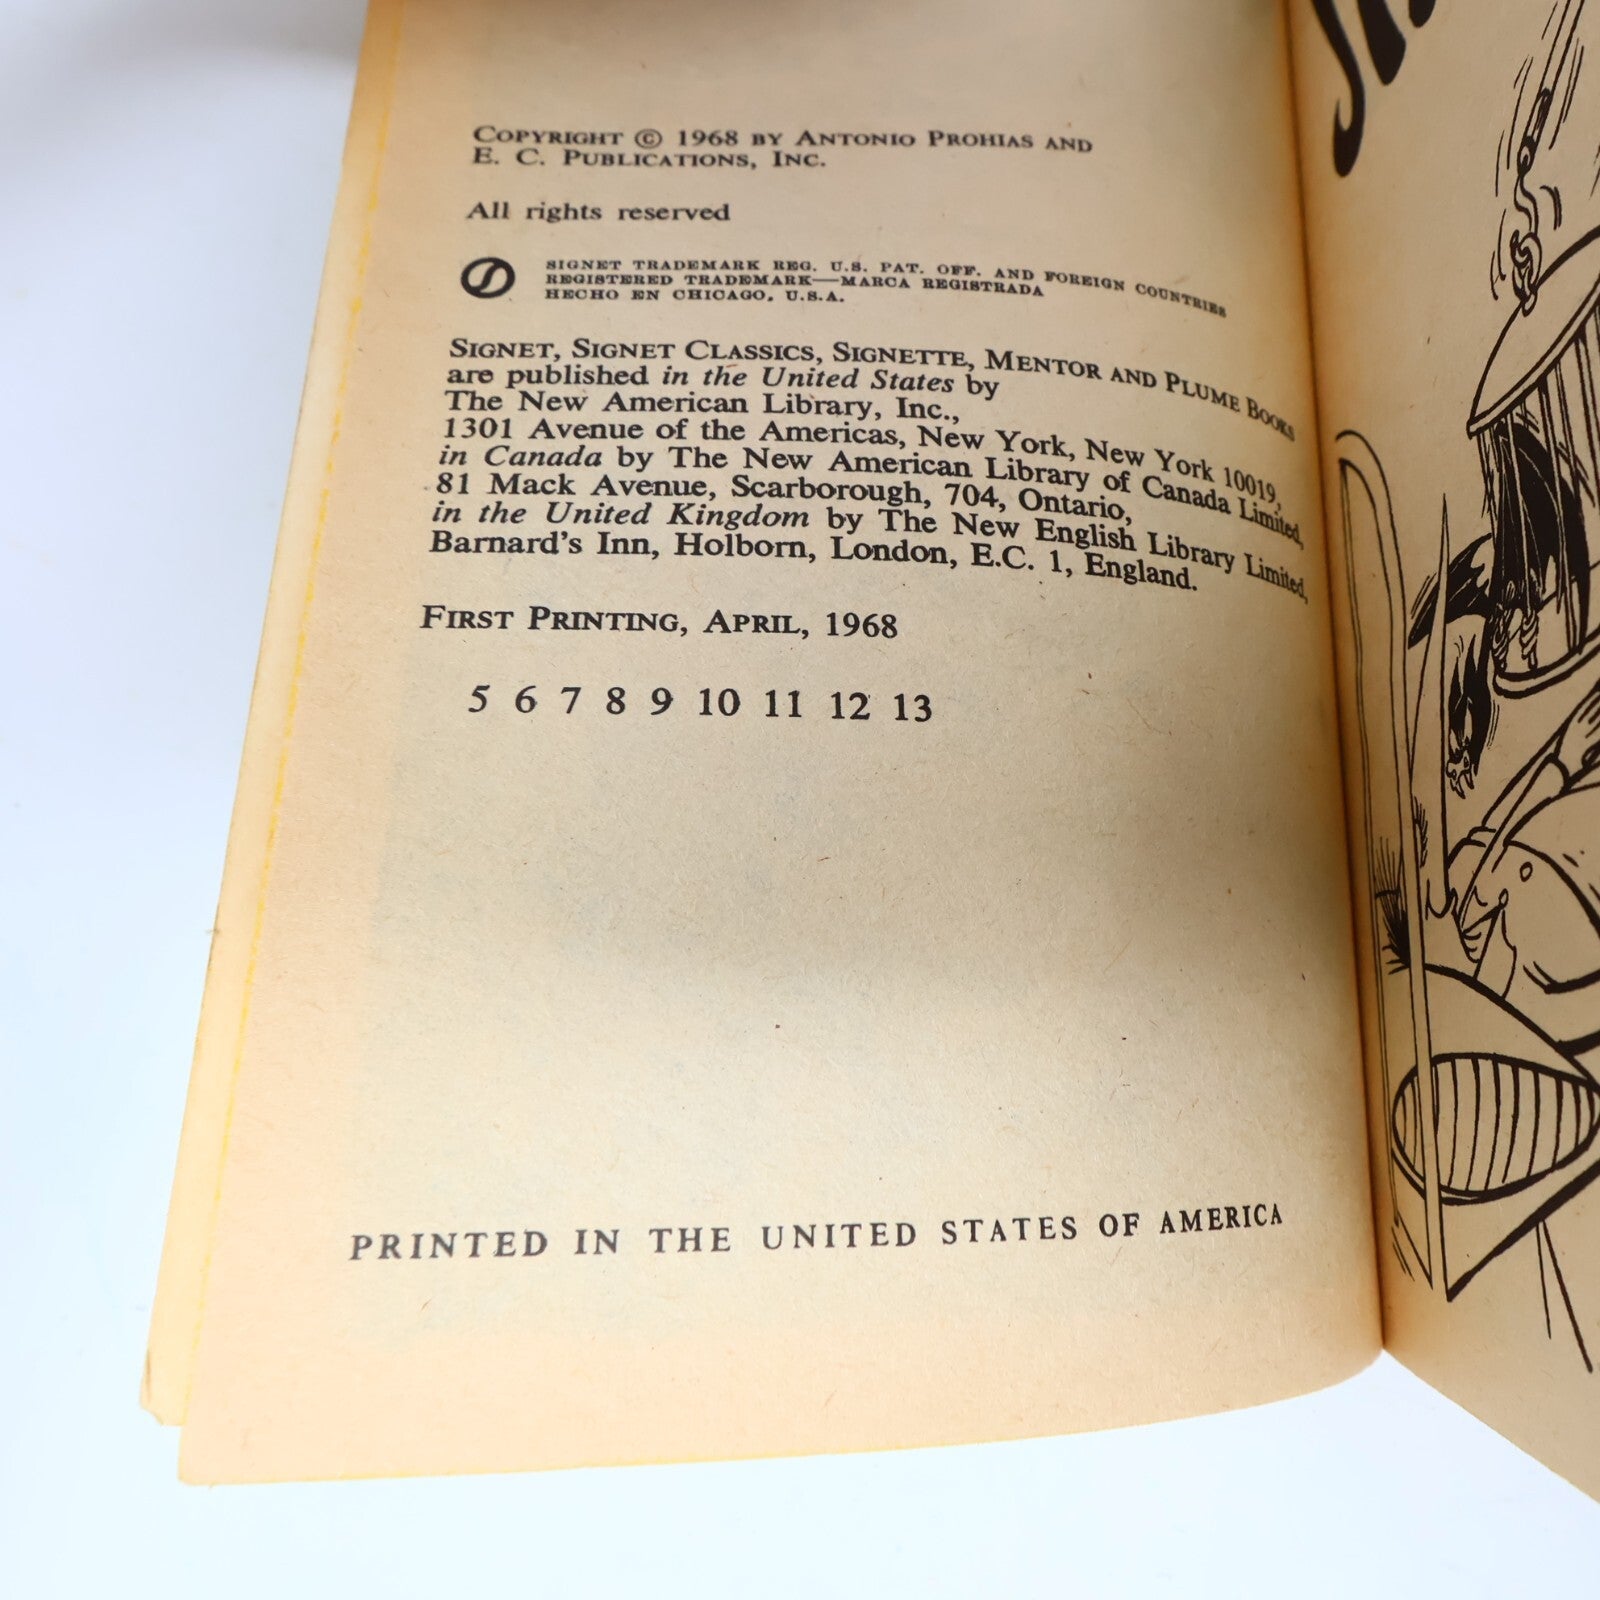 COPYRIGHT © 1968 BY ANTONIO PROHIAS AND
E. C. PUBLICATIONS, INC.
All rights reserved
SIGNET TRADEMARK REG. U.S. PAT. OFF. AND FOREIGN COUNTRIES
REGISTERED TRADEMARK—MARCA REGISTRADA
HECHO EN CHICAGO, U.S.A.
SIGNET, SIGNET CLASSICS, SIGNETTE, MENTOR AND PLUME BOOKS
are published in the United States by
The New American Library, Inc.,
1301 Avenue of the Americas, New York, New York 10019,
in Canada by The New American Library of Canada Limited,
81 Mack Avenue, Scarborough, 704, Ontario,
in the United Kingdom by The New English Library Limited,
Barnard's Inn, Holborn, London, E.C. 1, England.
FIRST PRINTING, APRIL, 1968
5 6 7 8 9 10 11 12 13
PRINTED IN THE UNITED STATES OF AMERICA